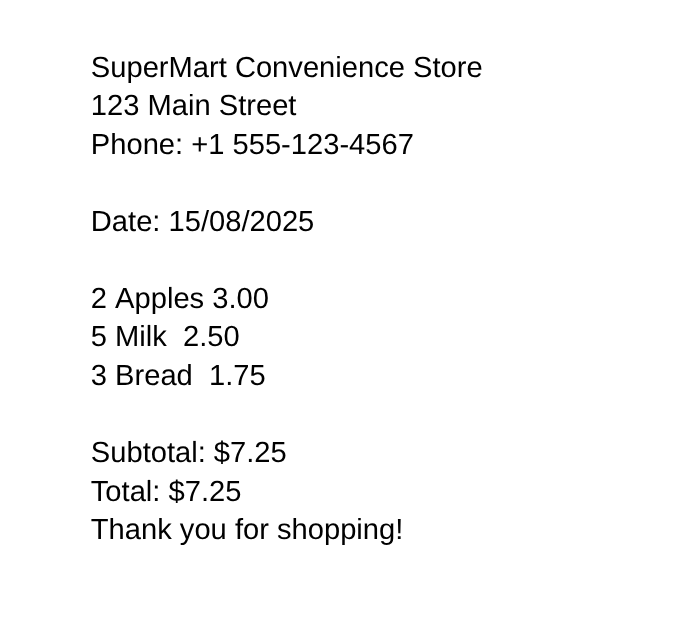 SuperMart Convenience Store
123 Main Street
Phone: +1 555-123-4567
Date: 15/08/2025
2 Apples 3.00
5 Milk  2.50
3 Bread  1.75
Subtotal: $7.25
Total: $7.25
Thank you for shopping!